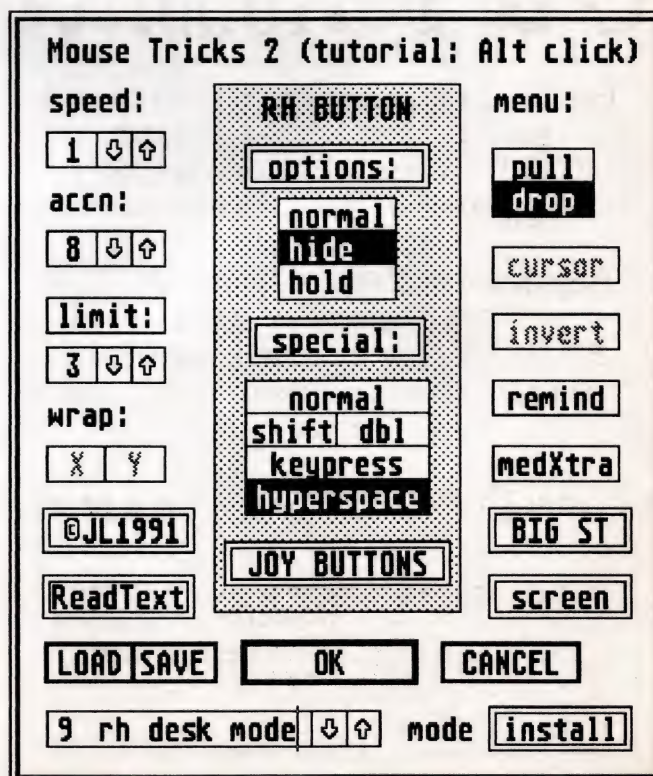 Mouse Tricks 2 (tutorial: Alt click)
speed:
1
accn:
8
limit:
3
wrap:
X Y
©JL1991
ReadText
RH BUTTON
options:
normal
hide
hold
special:
normal
shift dbl
keypress
hyperspace
JOY BUTTONS
menu:
pull
drop
cursor
invert
remind
medXtra
BIG ST
screen
LOAD SAVE OK CANCEL
9 rh desk mode mode install